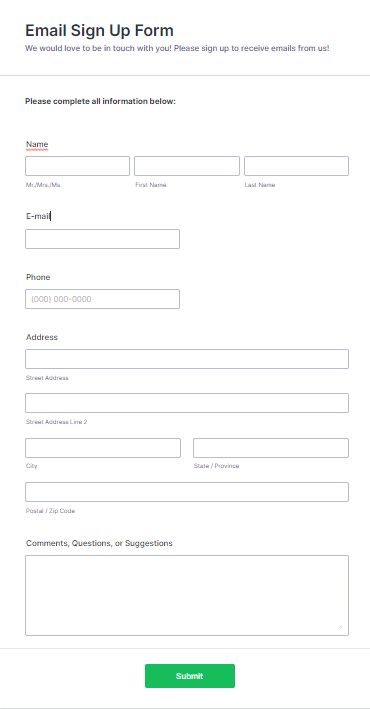 Email Sign Up Form
We would love to be in touch with you! Please sign up to receive emails from us!
Please complete all information below:
Name
Mr./Mrs./Ms. First Name Last Name
E-mail
Phone
(000) 000-0000
Address
Street Address
Street Address Line 2
City State / Province
Postal / Zip Code
Comments, Questions, or Suggestions
Submit